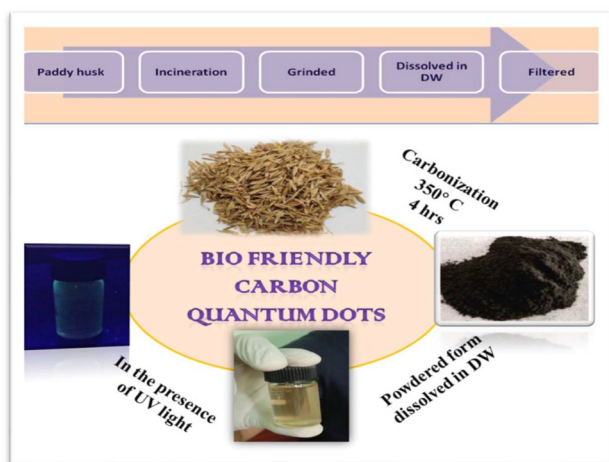 Paddy husk
Incineration
Grinded
Dissolved in
DW
Filtered
Carbonization
350° C
4 hrs
BIO FRIENDLY
CARBON
QUANTUM DOTS
Powdered form
dissolved in DW
In the presence
of UV light